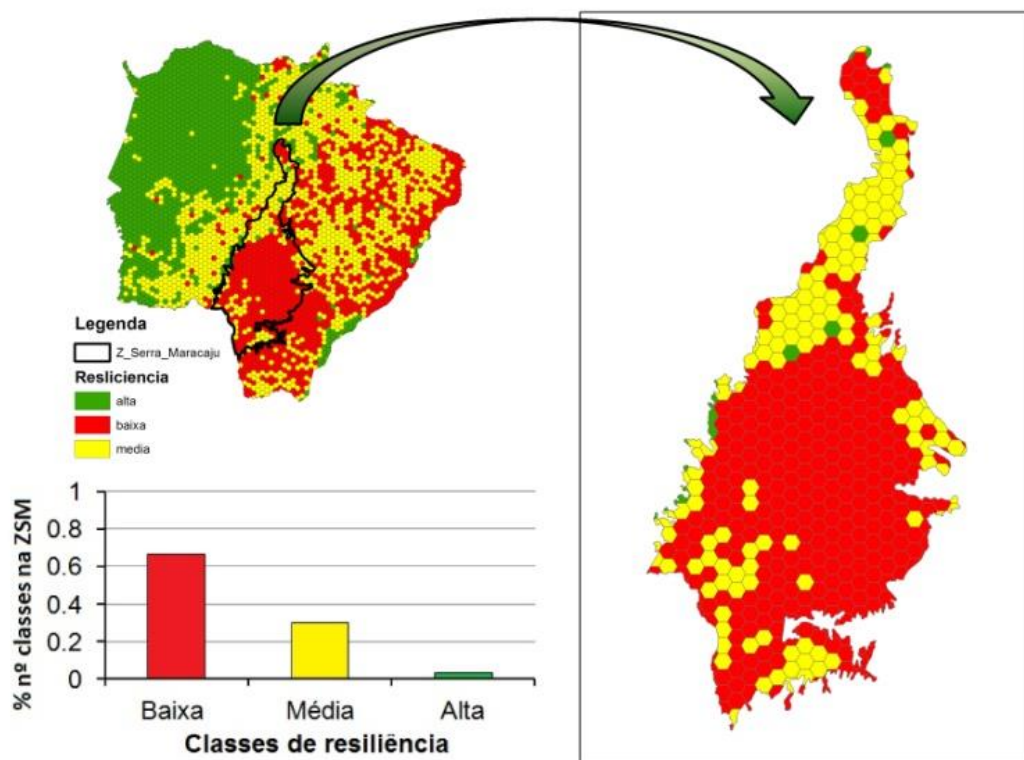 Legenda
Z_Serra_Maracaju
Resliciencia
alta
baixa
media
% nº classes na ZSM
1
0.8
0.6
0.4
0.2
0
Baixa
Média
Alta
Classes de resiliência